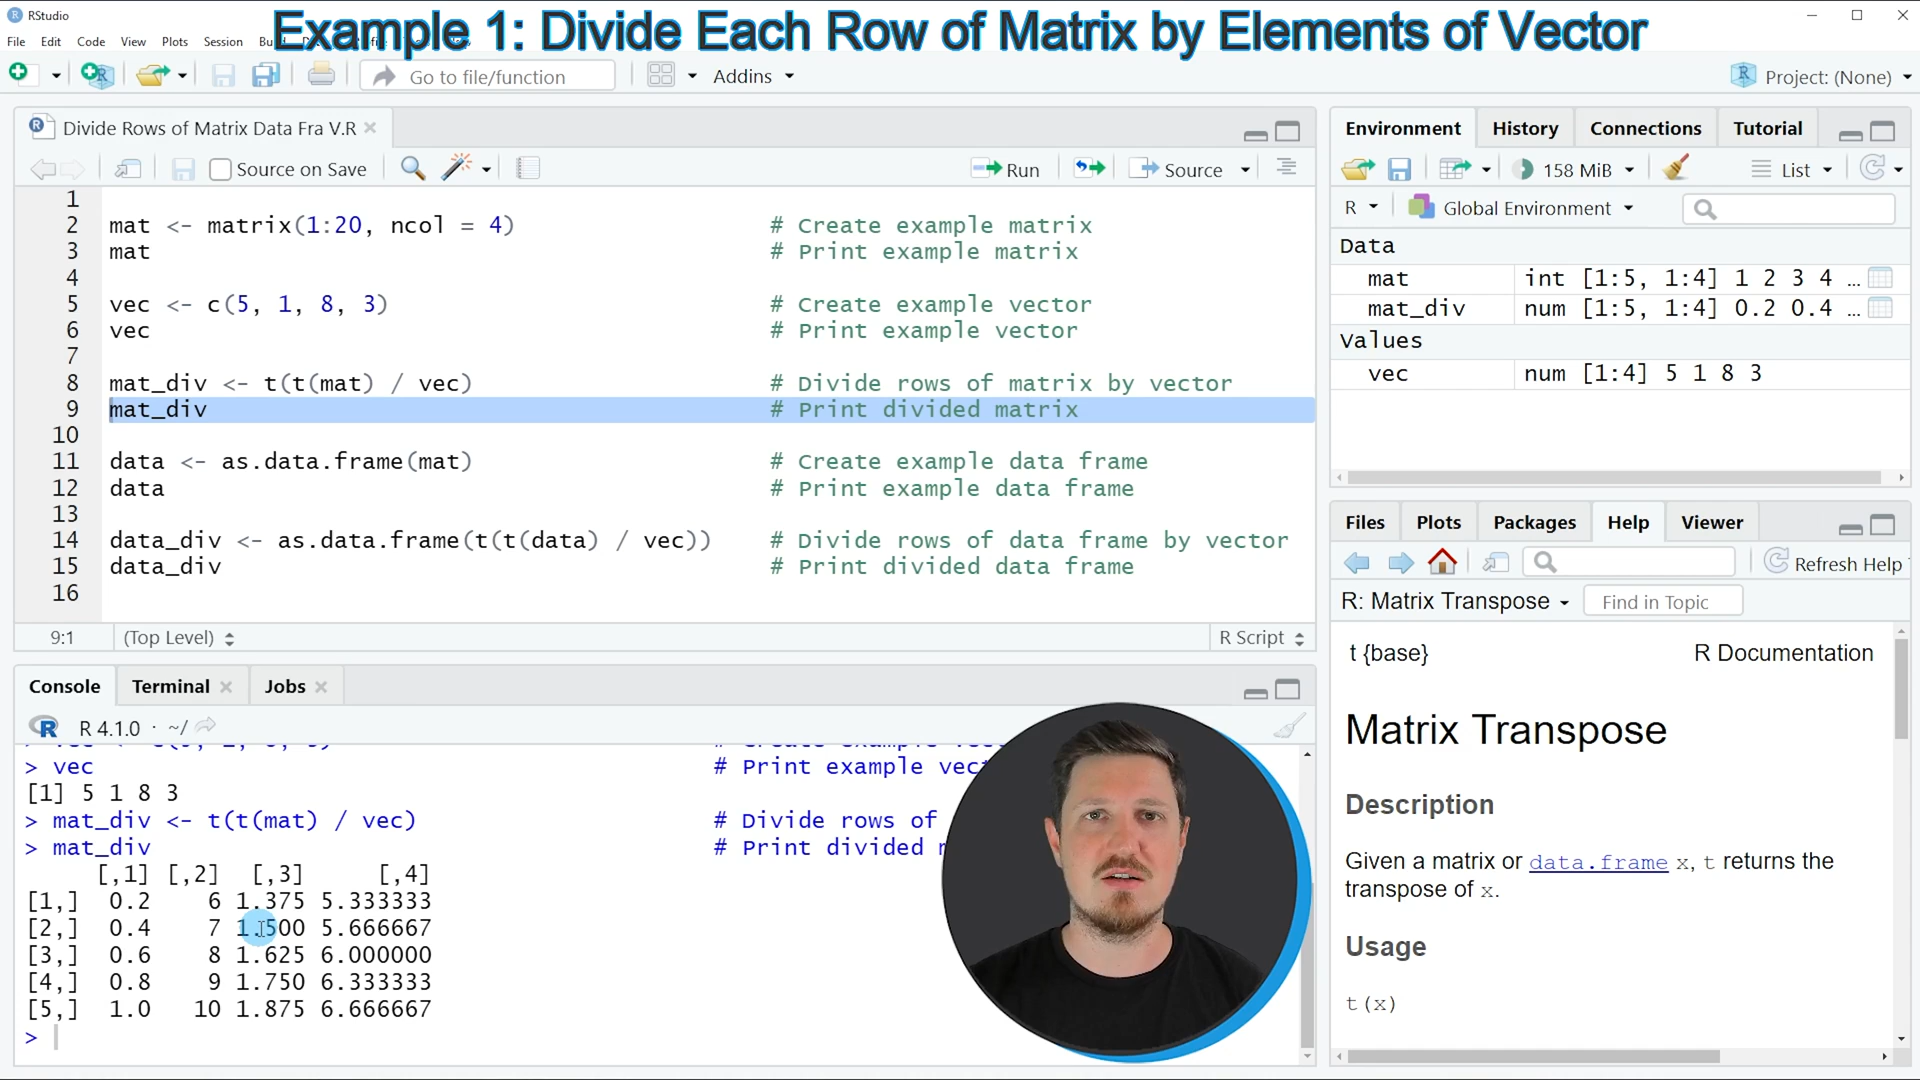 RStudio
Example 1: Divide Each Row of Matrix by Elements of Vector
File Edit Code View Plots Session
Go to file/function
Addins
Project: (None)
Divide Rows of Matrix Data Fra V.R
Source on Save
Run
Source
1
2 mat <- matrix(1:20, ncol = 4) # Create example matrix
3 mat # Print example matrix
4
5 vec <- c(5, 1, 8, 3) # Create example vector
6 vec # Print example vector
7
8 mat_div <- t(t(mat) / vec) # Divide rows of matrix by vector
9 mat_div # Print divided matrix
10
11 data <- as.data.frame(mat) # Create example data frame
12 data # Print example data frame
13
14 data_div <- as.data.frame(t(t(data) / vec)) # Divide rows of data frame by vector
15 data_div # Print divided data frame
16
9:1 (Top Level) R Script
Console Terminal Jobs
R 4.1.0 · ~/
> vec # Print example vec
[1] 5 1 8 3
> mat_div <- t(t(mat) / vec) # Divide rows of
> mat_div # Print divided
[,1] [,2] [,3] [,4]
[1,] 0.2 6 1.375 5.333333
[2,] 0.4 7 1.500 5.666667
[3,] 0.6 8 1.625 6.000000
[4,] 0.8 9 1.750 6.333333
[5,] 1.0 10 1.875 6.666667
>
Environment History Connections Tutorial
158 MiB List
R Global Environment
Data
mat int [1:5, 1:4] 1 2 3 4 ...
mat_div num [1:5, 1:4] 0.2 0.4 ...
Values
vec num [1:4] 5 1 8 3
Files Plots Packages Help Viewer
Refresh Help
R: Matrix Transpose Find in Topic
t {base} R Documentation
Matrix Transpose
Description
Given a matrix or data.frame x, t returns the
transpose of x.
Usage
t(x)